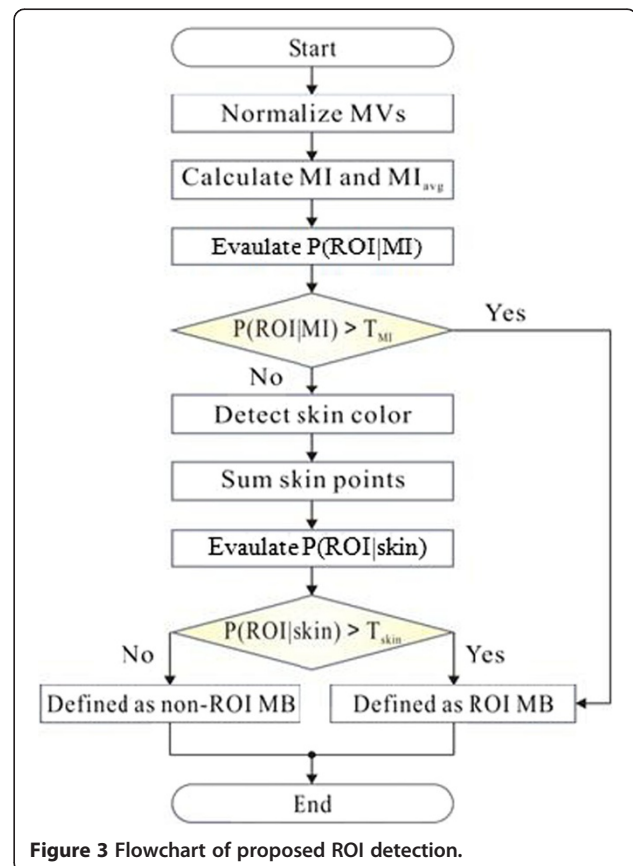 Start
Normalize MVs
Calculate MI and MIavg
Evaulate P(ROI|MI)
P(ROI|MI) > TMI
Yes
No
Detect skin color
Sum skin points
Evaulate P(ROI|skin)
P(ROI|skin) > Tskin
No
Yes
Defined as non-ROI MB
Defined as ROI MB
End
Figure 3 Flowchart of proposed ROI detection.